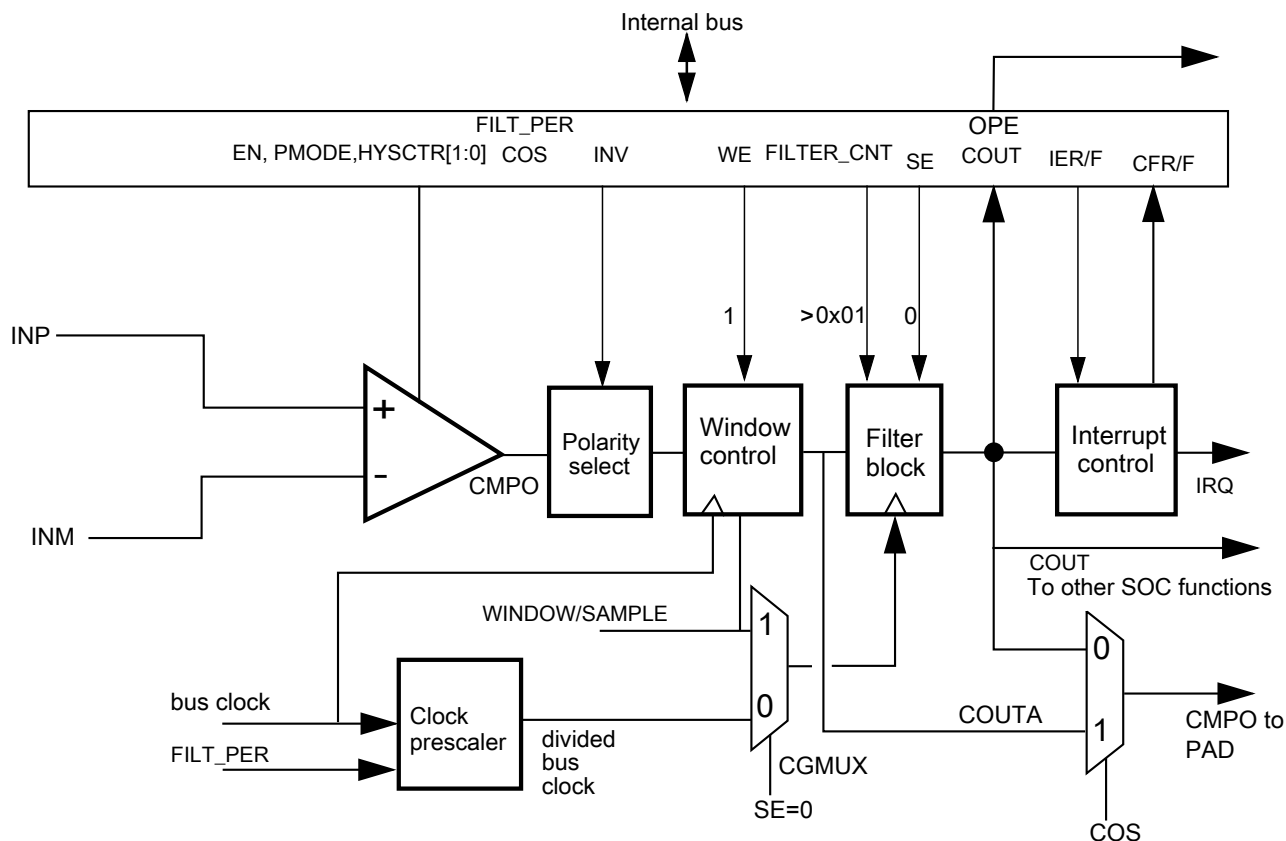 Internal bus
FILT_PER
OPE
EN, PMODE,HYSCTR[1:0]
COS
INV
WE
FILTER_CNT
SE
COUT
IER/F
CFR/F
INP
1
>0x01
0
+
-
INM
CMPO
Polarity
select
Window
control
Filter
block
Interrupt
control
IRQ
COUT
To other SOC functions
WINDOW/SAMPLE
1
0
bus clock
FILT_PER
Clock
prescaler
divided
bus
clock
CGMUX
SE=0
COUTA
0
1
CMPO to
PAD
COS